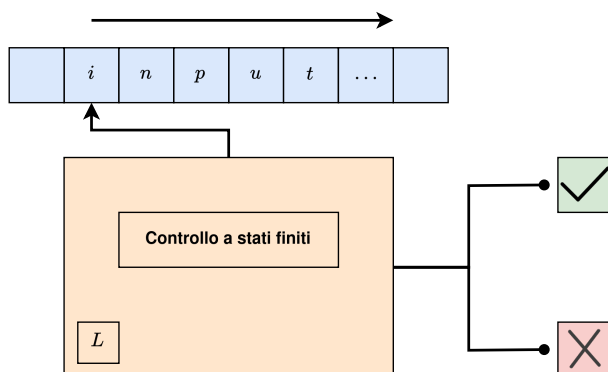 i n p u t ...
Controllo a stati finiti
L